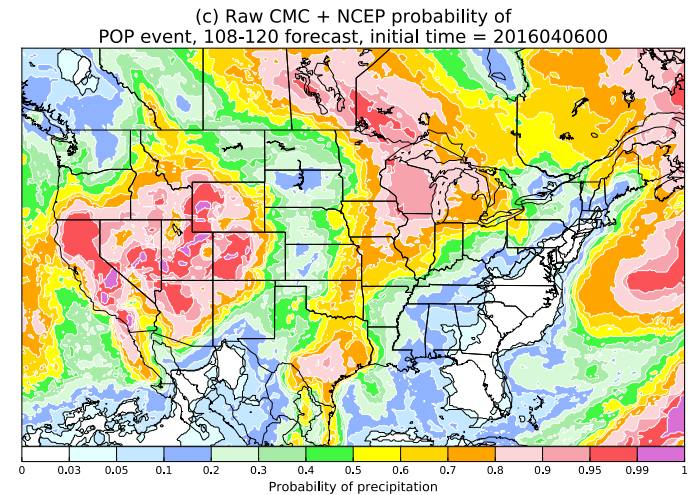 (c) Raw CMC + NCEP probability of
POP event, 108-120 forecast, initial time = 2016040600
0 0.03 0.05 0.1 0.2 0.3 0.4 0.5 0.6 0.7 0.8 0.9 0.95 0.99 1
Probability of precipitation